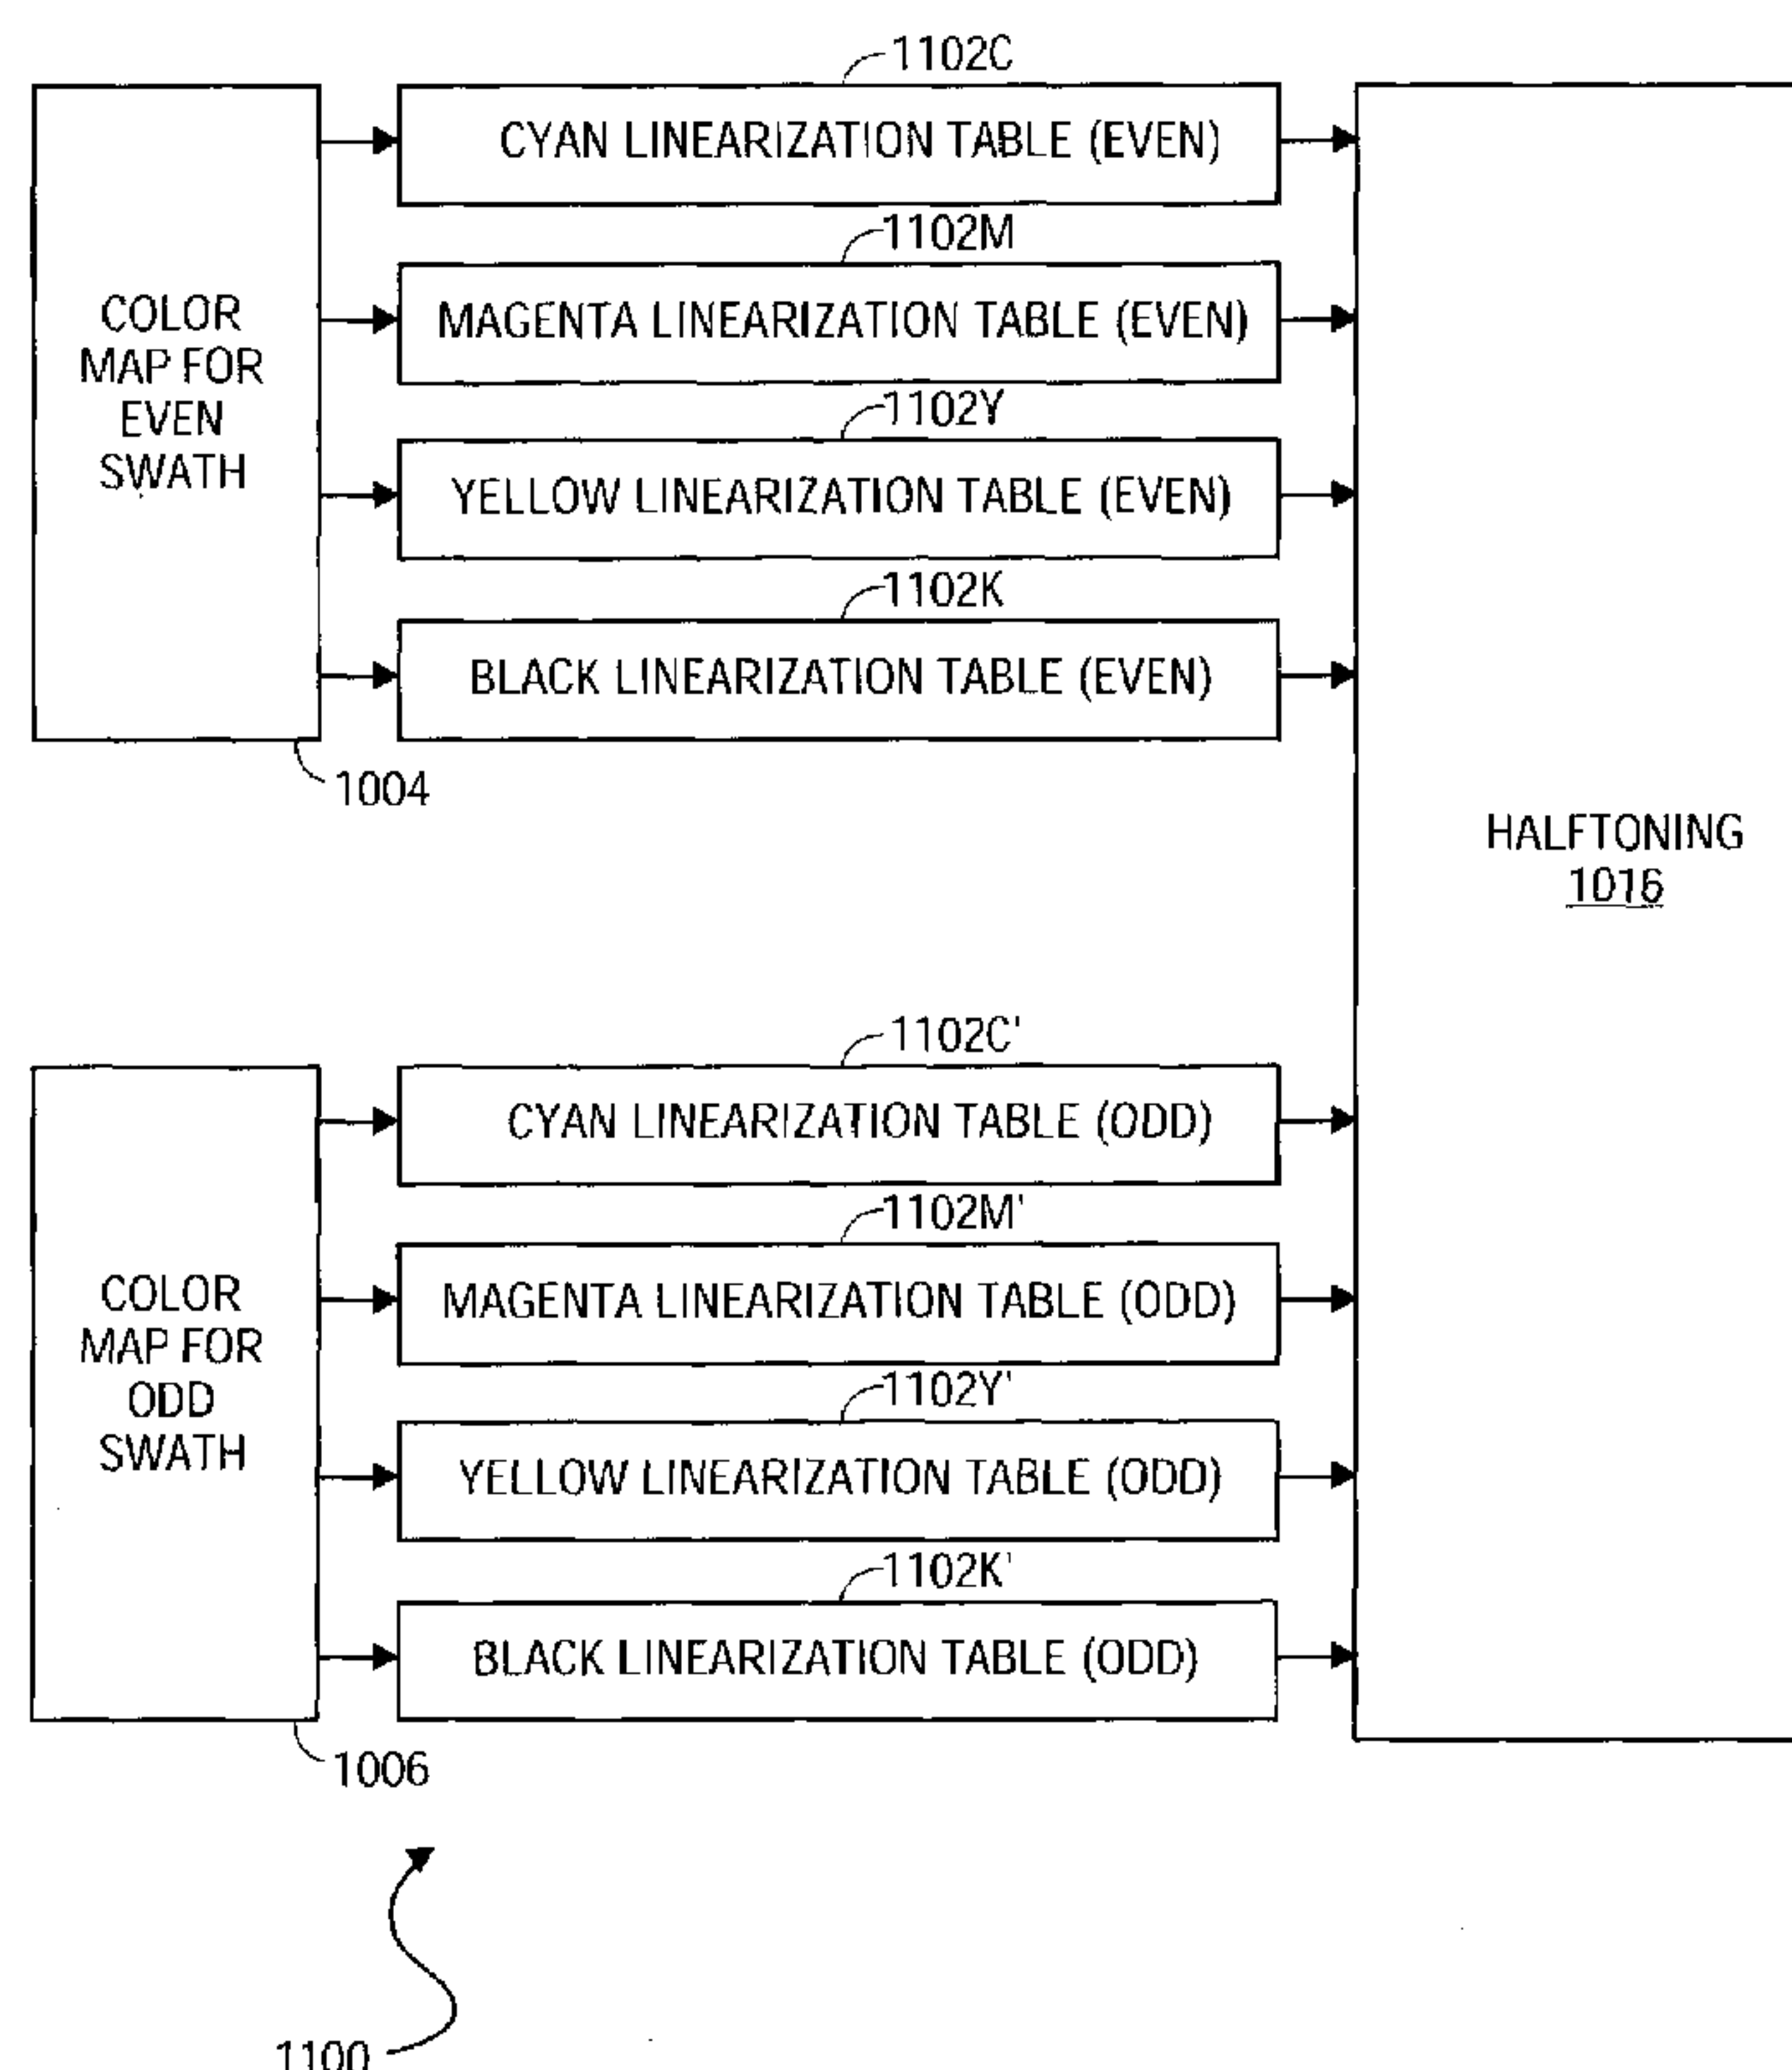 1102C
CYAN LINEARIZATION TABLE (EVEN)
1102M
MAGENTA LINEARIZATION TABLE (EVEN)
1102Y
YELLOW LINEARIZATION TABLE (EVEN)
1102K
BLACK LINEARIZATION TABLE (EVEN)
COLOR
MAP FOR
EVEN
SWATH
1004
HALFTONING
1016
1102C'
CYAN LINEARIZATION TABLE (ODD)
1102M'
MAGENTA LINEARIZATION TABLE (ODD)
1102Y'
YELLOW LINEARIZATION TABLE (ODD)
1102K'
BLACK LINEARIZATION TABLE (ODD)
COLOR
MAP FOR
ODD
SWATH
1006
1100